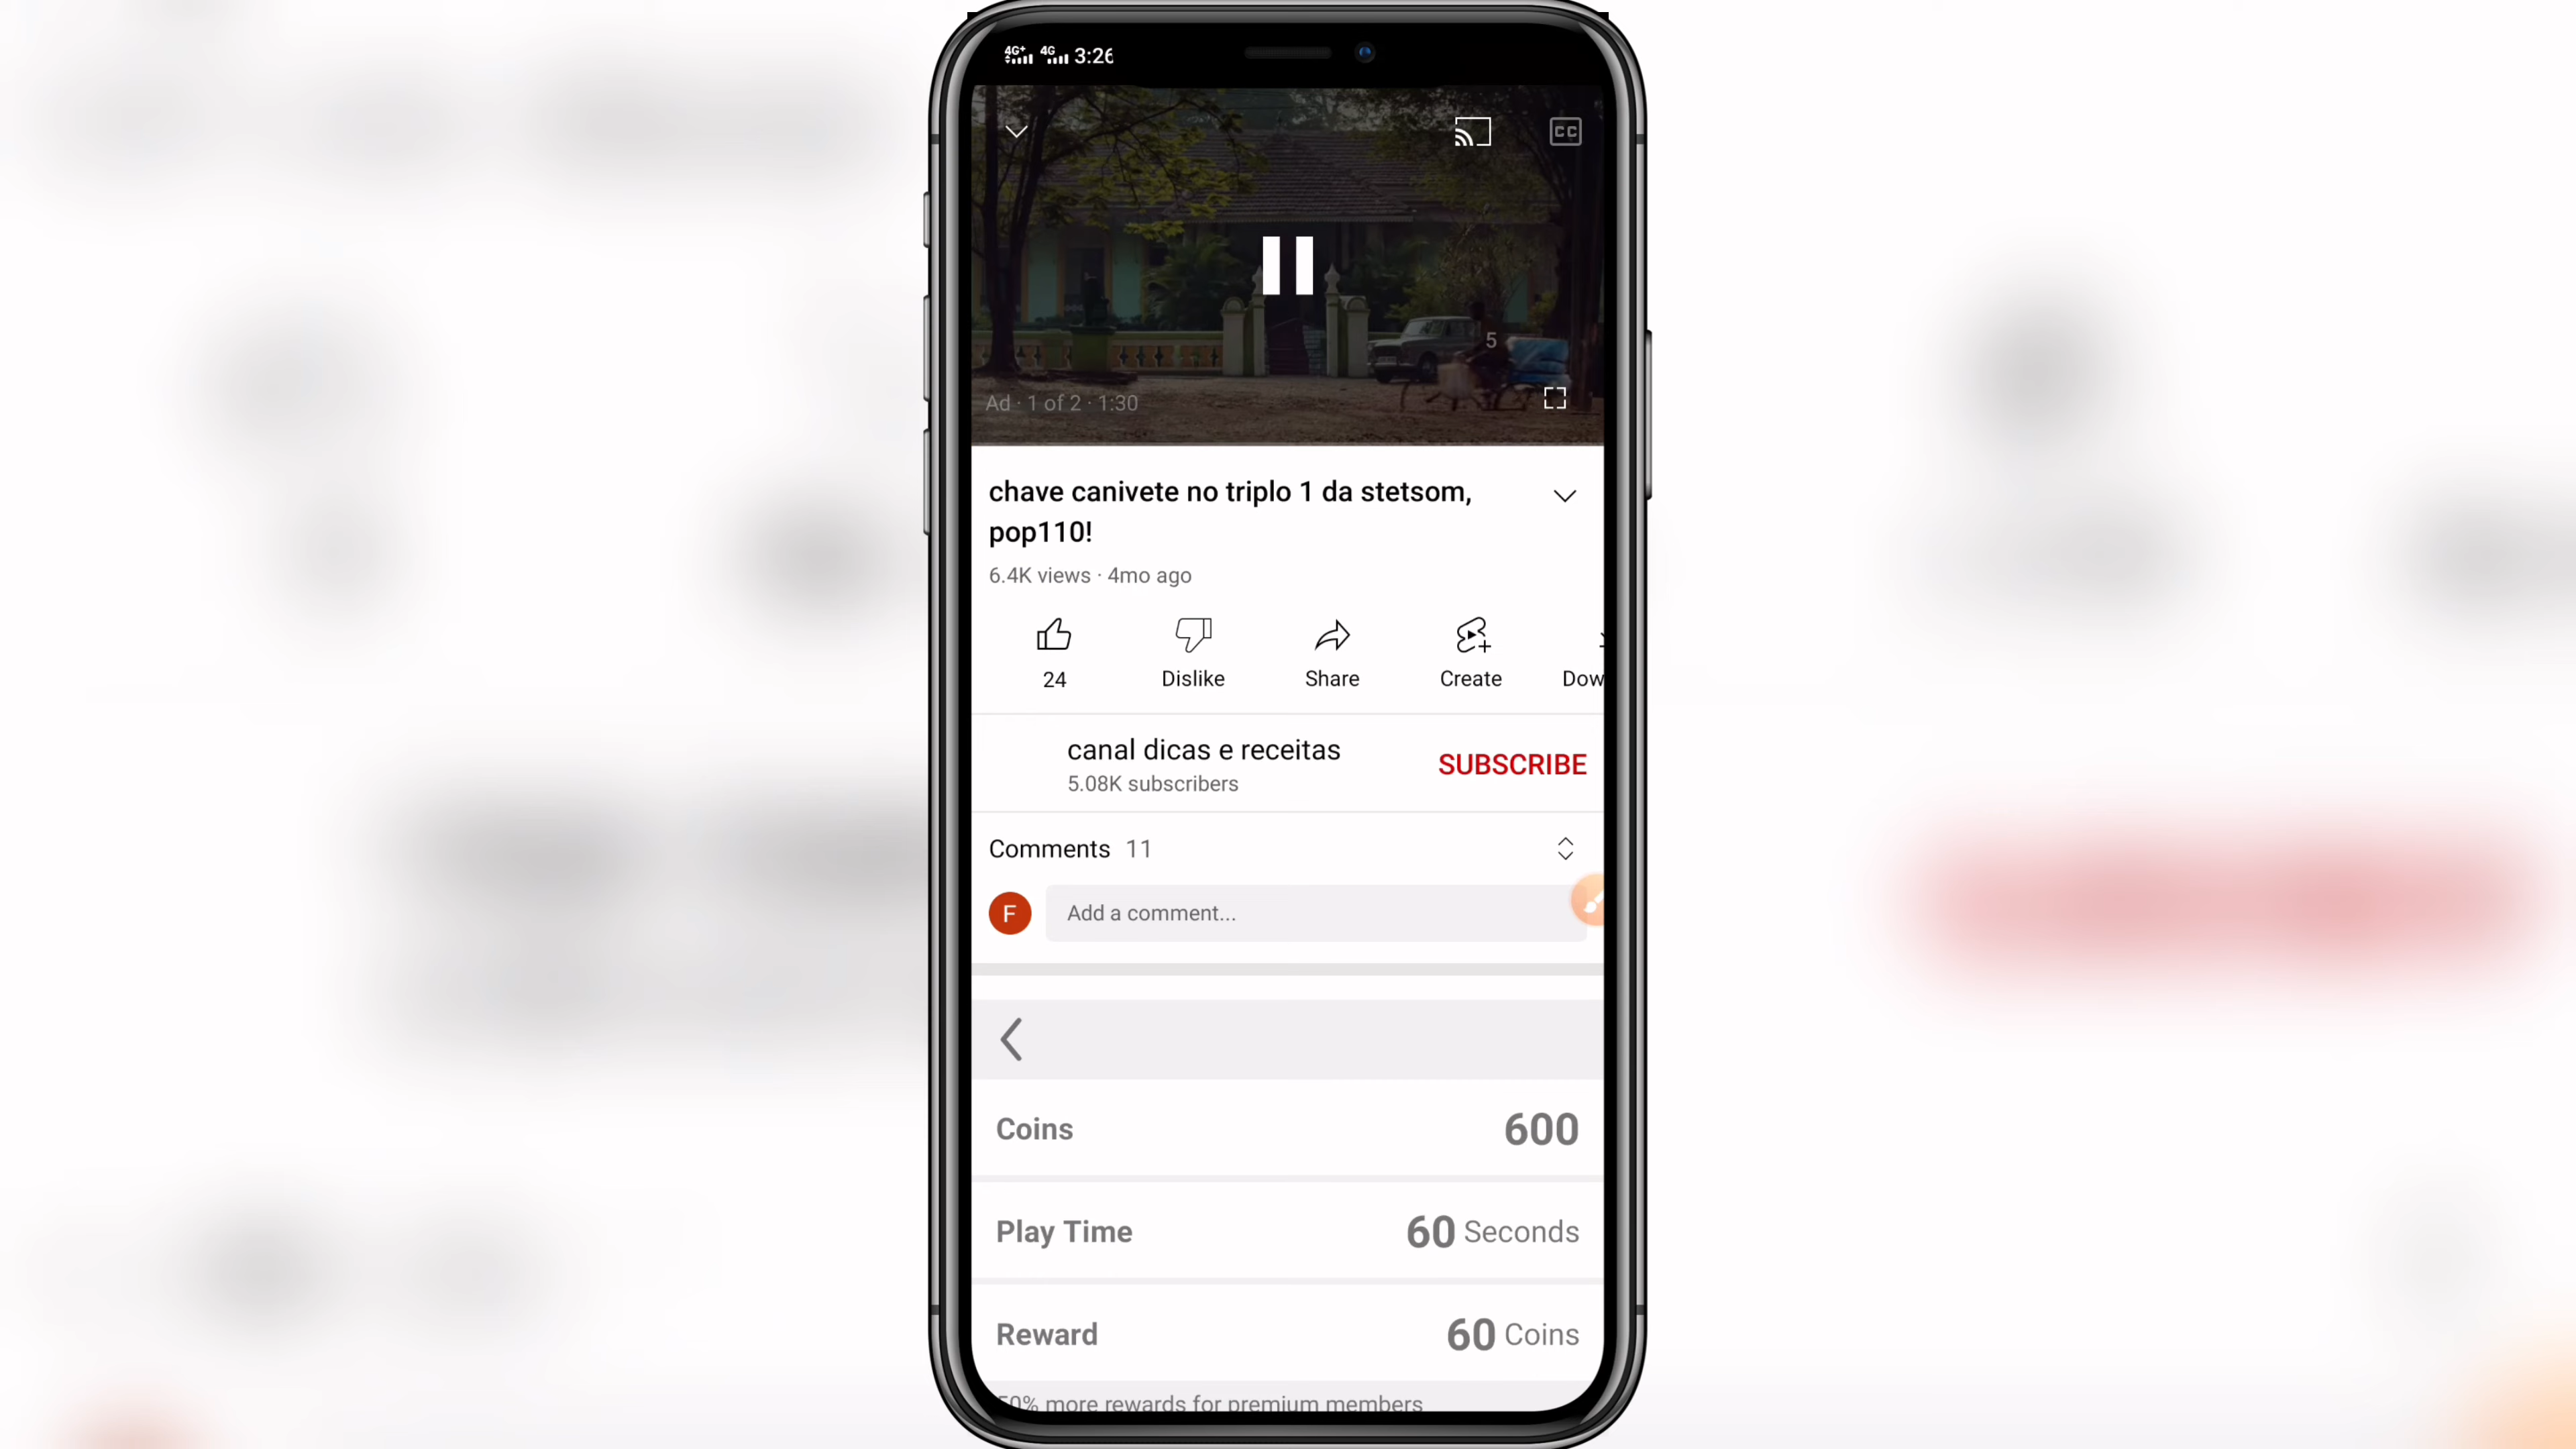 4G+ 4G 3:26
CC
5
Ad · 1 of 2 · 1:30
chave canivete no triplo 1 da stetsom,
pop110!
6.4K views · 4mo ago
24 Dislike Share Create Dow
canal dicas e receitas
SUBSCRIBE
5.08K subscribers
Comments 11
F Add a comment...
Coins 600
Play Time 60 Seconds
Reward 60 Coins
50% more rewards for premium members